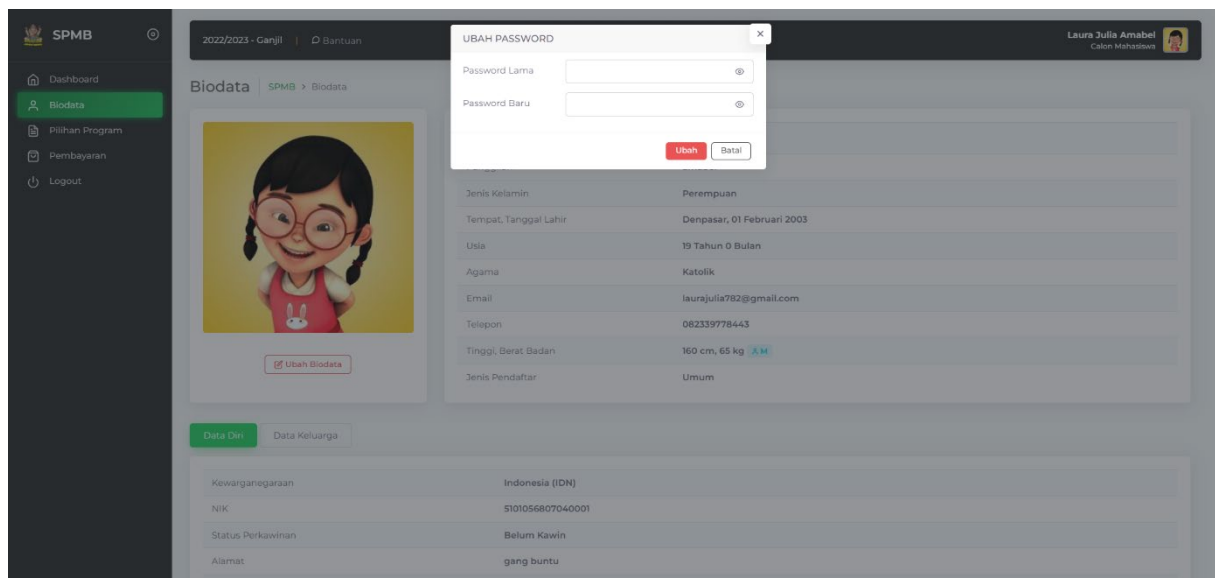 SPMB
2022/2023 - Ganjil | Bantuan
Laura Julia Amabel
Calon Mahasiswa
Dashboard
Biodata
Pilihan Program
Pembayaran
Logout
UBAH PASSWORD
×
Password Lama
Password Baru
Ubah Batal
Biodata SPMB > Biodata
Jenis Kelamin Perempuan
Tempat, Tanggal Lahir Denpasar, 01 Februari 2003
Usia 19 Tahun 0 Bulan
Agama Katolik
Email laurajulia782@gmail.com
Telepon 082339778443
Tinggi, Berat Badan 160 cm, 65 kg M
Jenis Pendaftar Umum
Ubah Biodata
Data Diri Data Keluarga
Kewarganegaraan Indonesia (IDN)
NIK 5101056807040001
Status Perkawinan Belum Kawin
Alamat gang buntu